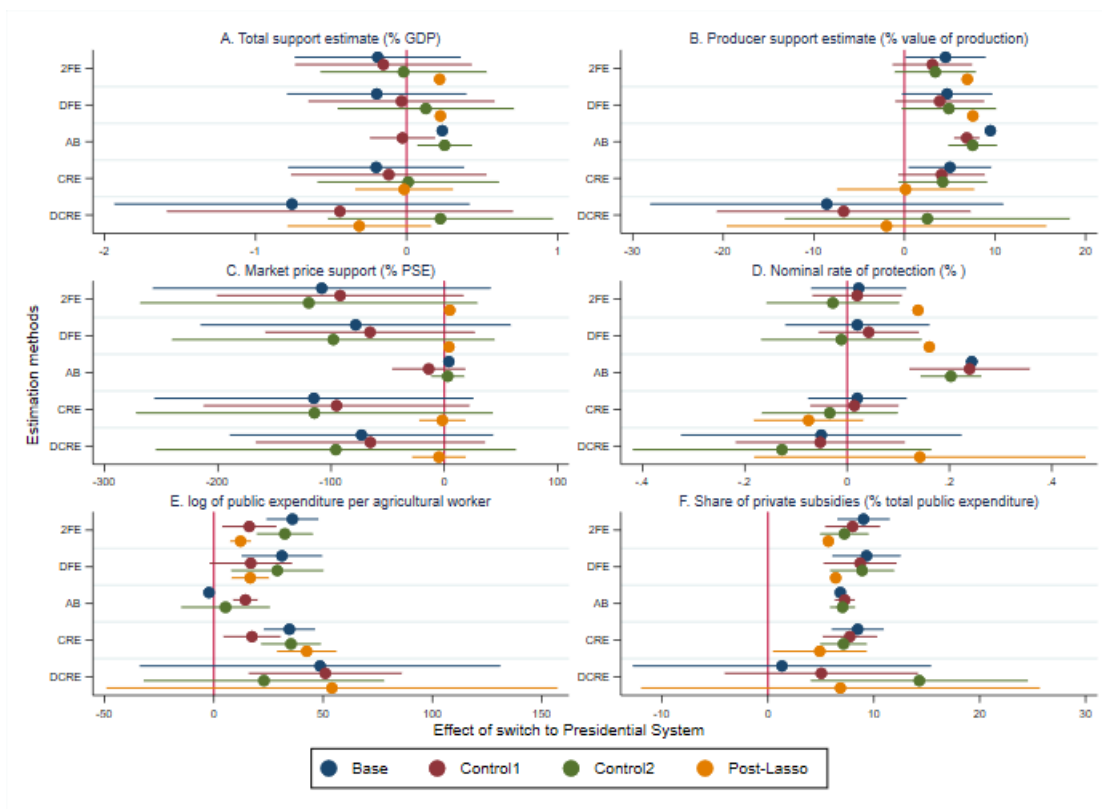 A. Total support estimate (% GDP)
B. Producer support estimate (% value of production)
2FE
DFE
AB
CRE
DCRE
-2
-1
0
1
2FE
DFE
AB
CRE
DCRE
-30
-20
-10
0
10
20
C. Market price support (% PSE)
D. Nominal rate of protection (% )
2FE
DFE
AB
CRE
DCRE
-300
-200
-100
0
100
2FE
DFE
AB
CRE
DCRE
-.4
-.2
0
.2
.4
E. log of public expenditure per agricultural worker
F. Share of private subsidies (% total public expenditure)
2FE
DFE
AB
CRE
DCRE
-50
0
50
100
150
2FE
DFE
AB
CRE
DCRE
-10
0
10
20
30
Estimation methods
Effect of switch to Presidential System
Base
Control1
Control2
Post-Lasso